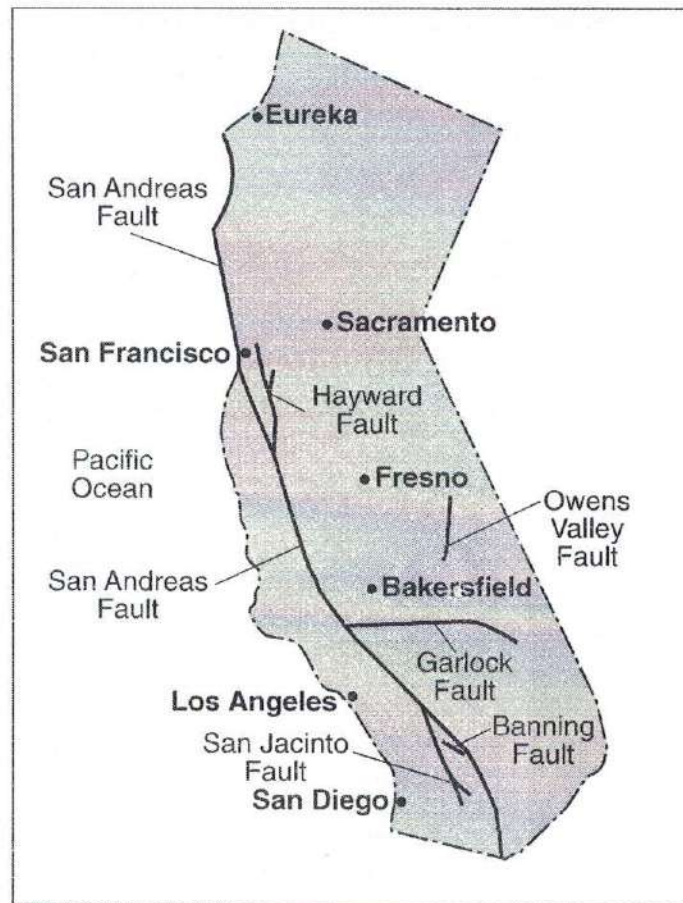 Eureka
San Andreas
Fault
Sacramento
San Francisco
Hayward
Fault
Pacific
Ocean
Fresno
Owens
Valley
Fault
San Andreas
Fault
Bakersfield
Garlock
Fault
Los Angeles
Banning
Fault
San Jacinto
Fault
San Diego